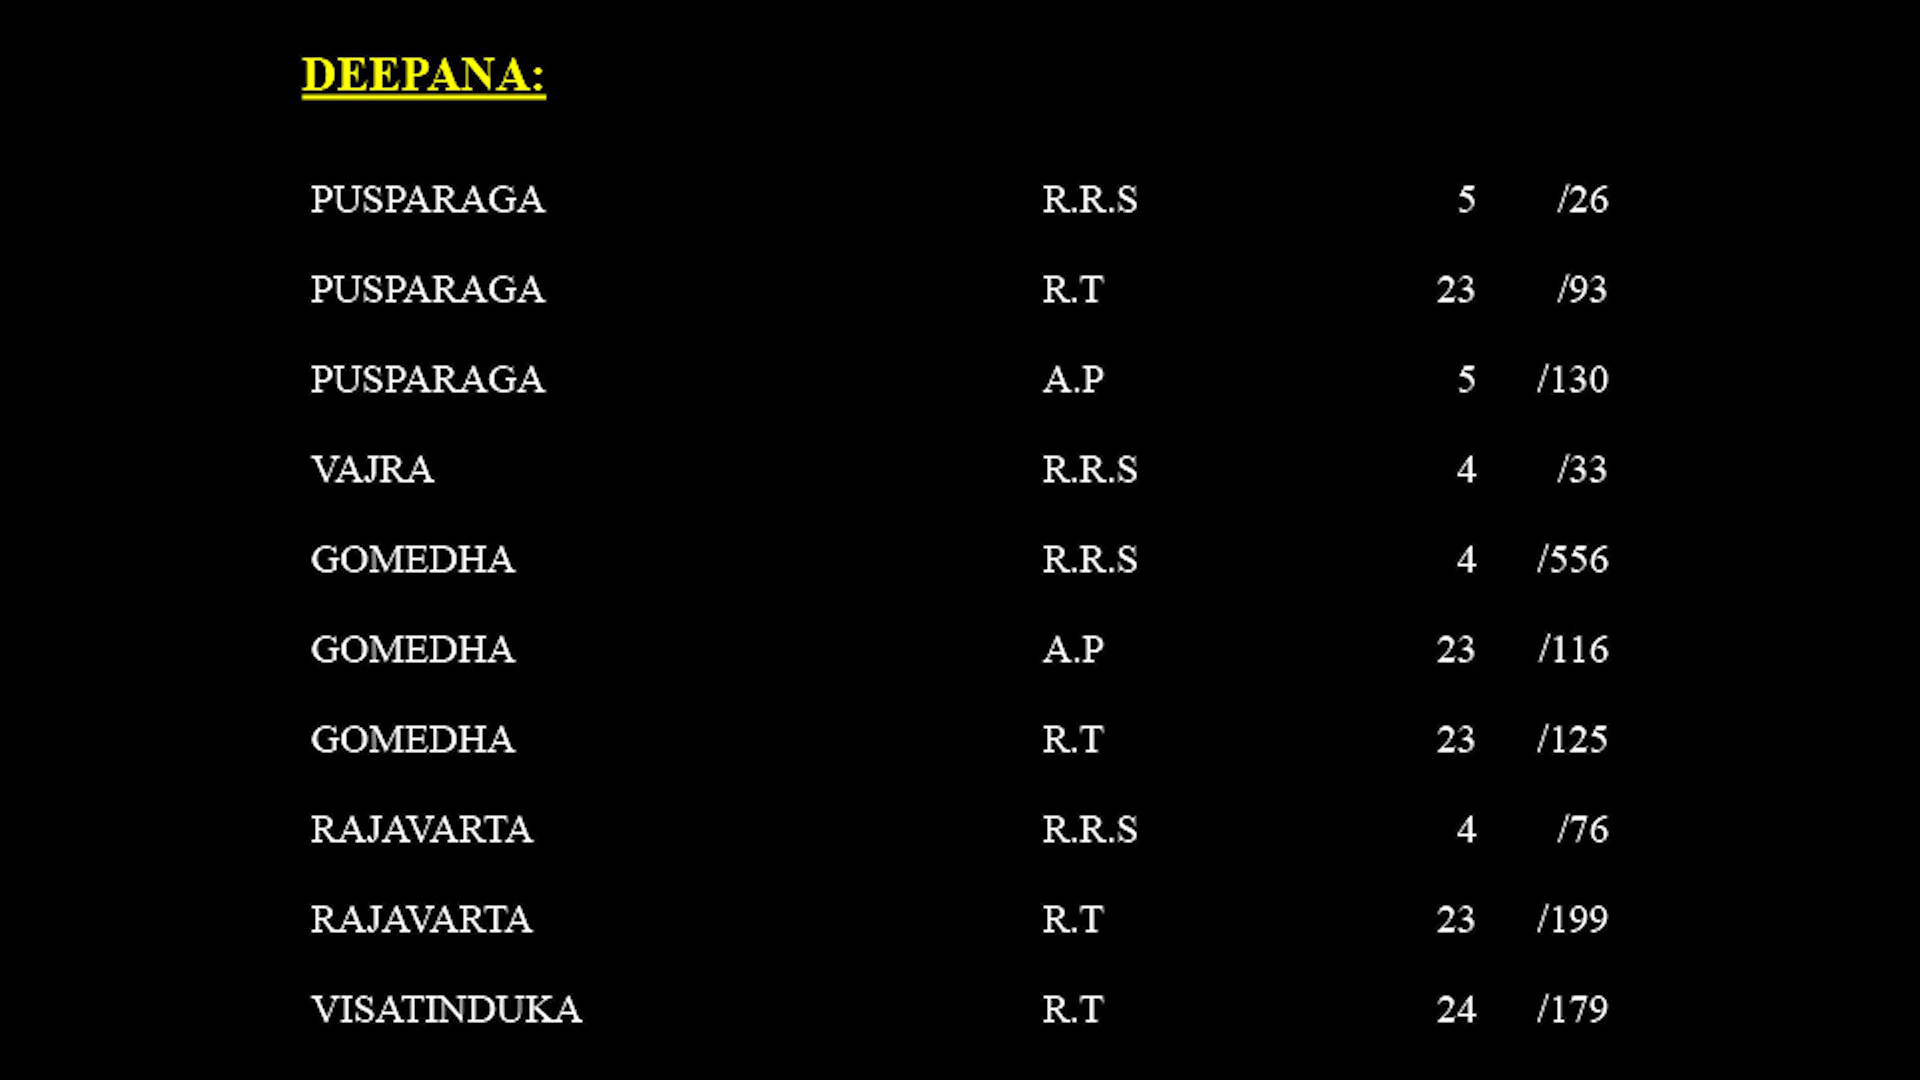 DEEPANA:
PUSPARAGA R.R.S 5 /26
PUSPARAGA R.T 23 /93
PUSPARAGA A.P 5 /130
VAJRA R.R.S 4 /33
GOMEDHA R.R.S 4 /556
GOMEDHA A.P 23 /116
GOMEDHA R.T 23 /125
RAJAVARTA R.R.S 4 /76
RAJAVARTA R.T 23 /199
VISATINDUKA R.T 24 /179